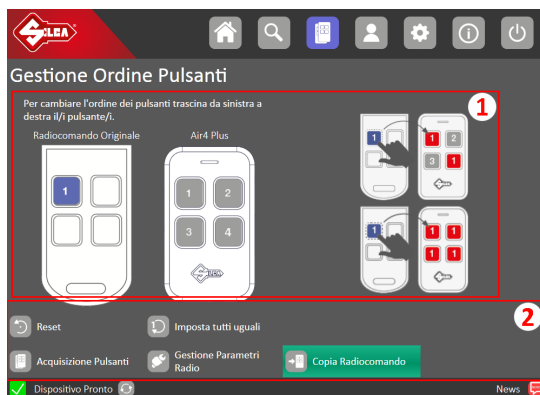 SILCA
Gestione Ordine Pulsanti
Per cambiare l'ordine dei pulsanti trascina da sinistra a
destra il/i pulsante/i.
1
Radiocomando Originale
Air4 Plus
1
1 2
3 4
SILCA
1
1 2
3 1
1
1 1
1 1
2
Reset
Imposta tutti uguali
Acquisizione Pulsanti
Gestione Parametri
Radio
Copia Radiocomando
Dispositivo Pronto
News